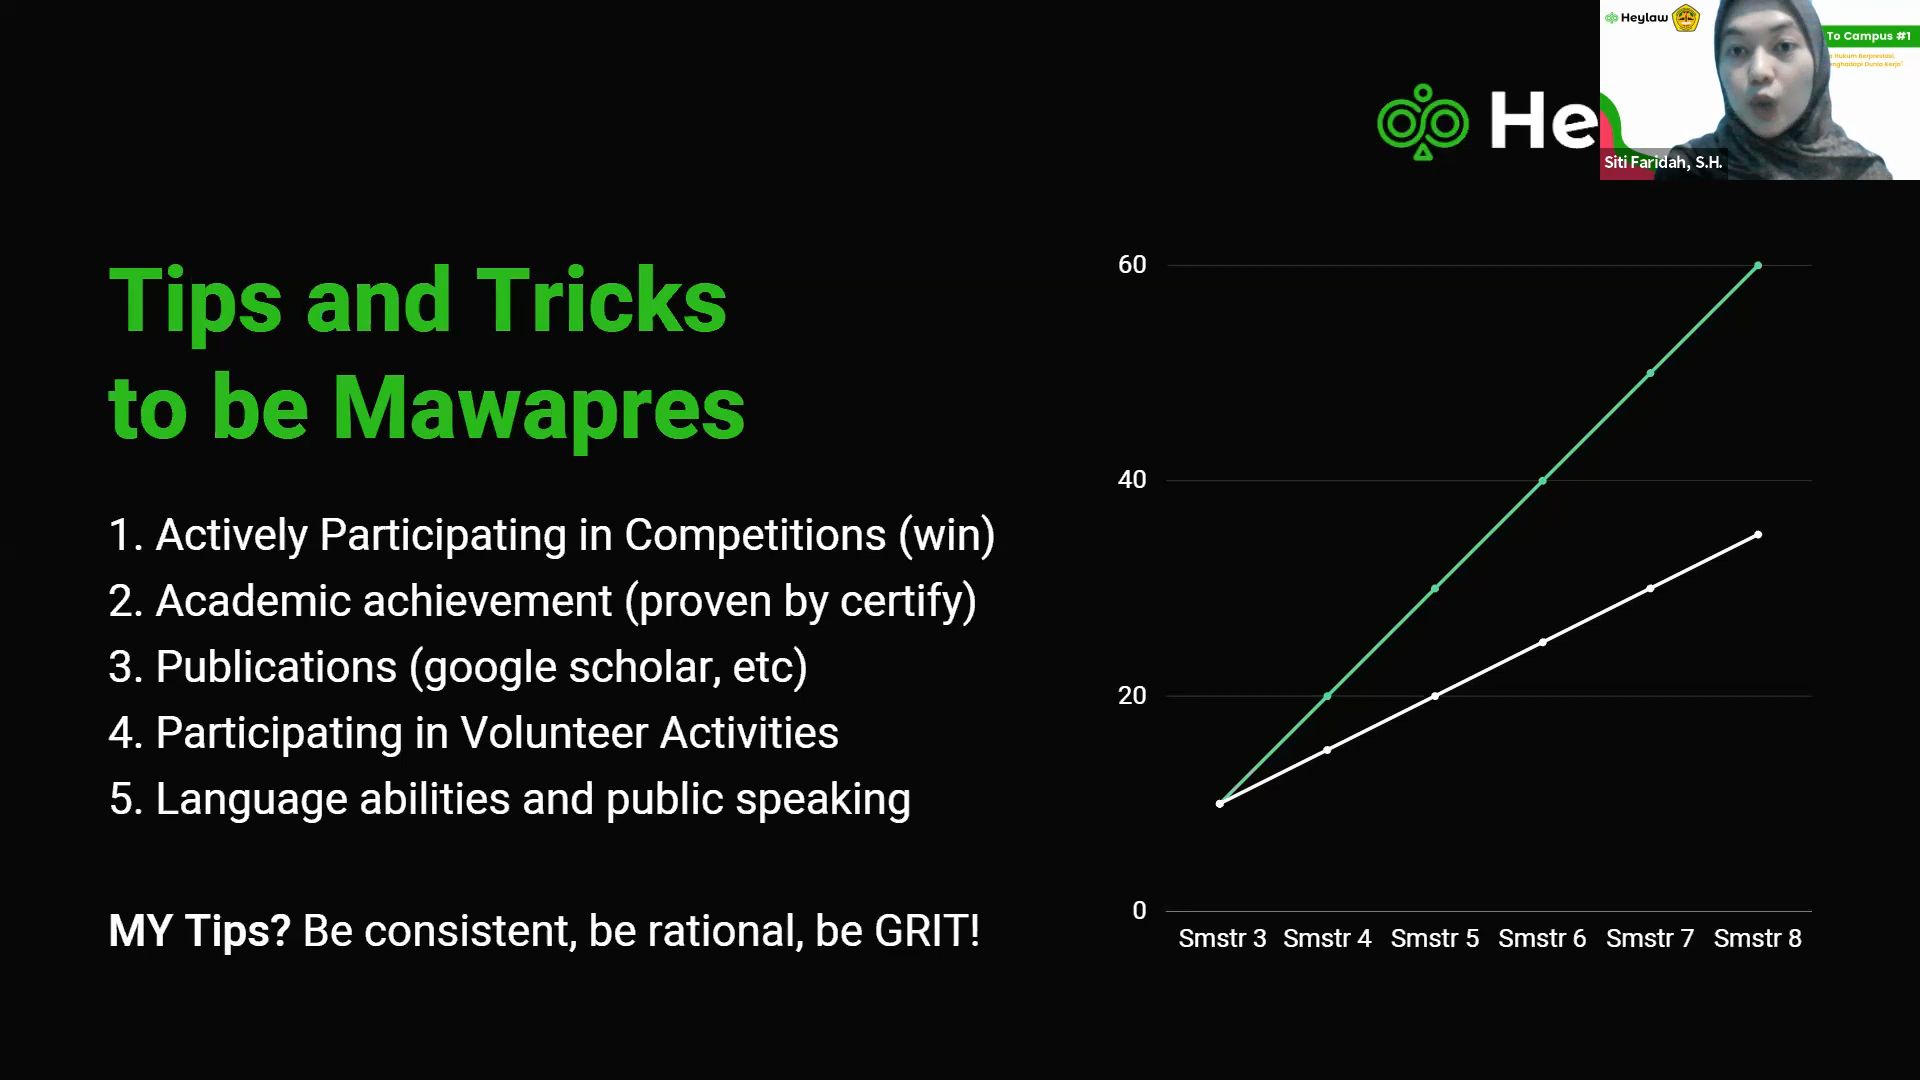 Heylaw
To Campus #1
He
Siti Faridah, S.H.
Tips and Tricks
to be Mawapres
1. Actively Participating in Competitions (win)
2. Academic achievement (proven by certify)
3. Publications (google scholar, etc)
4. Participating in Volunteer Activities
5. Language abilities and public speaking
MY Tips? Be consistent, be rational, be GRIT!
60
40
20
0
Smstr 3 Smstr 4 Smstr 5 Smstr 6 Smstr 7 Smstr 8